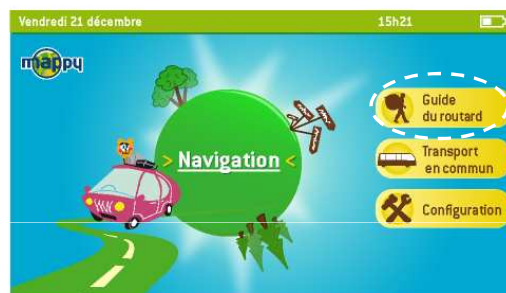 Vendredi 21 décembre 15h21
mappy
> Navigation <
Guide
du routard
Transport
en commun
Configuration